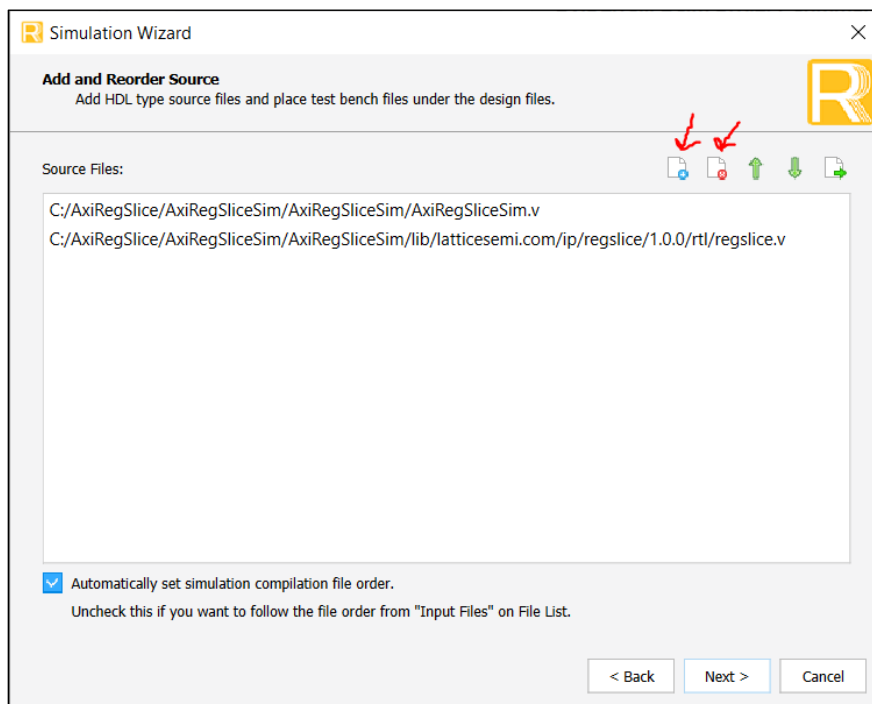 Simulation Wizard
Add and Reorder Source
Add HDL type source files and place test bench files under the design files.
Source Files:
C:/AxiRegSlice/AxiRegSliceSim/AxiRegSliceSim/AxiRegSliceSim.v
C:/AxiRegSlice/AxiRegSliceSim/AxiRegSliceSim/lib/latticesemi.com/ip/regslice/1.0.0/rtl/regslice.v
Automatically set simulation compilation file order.
Uncheck this if you want to follow the file order from "Input Files" on File List.
< Back Next > Cancel